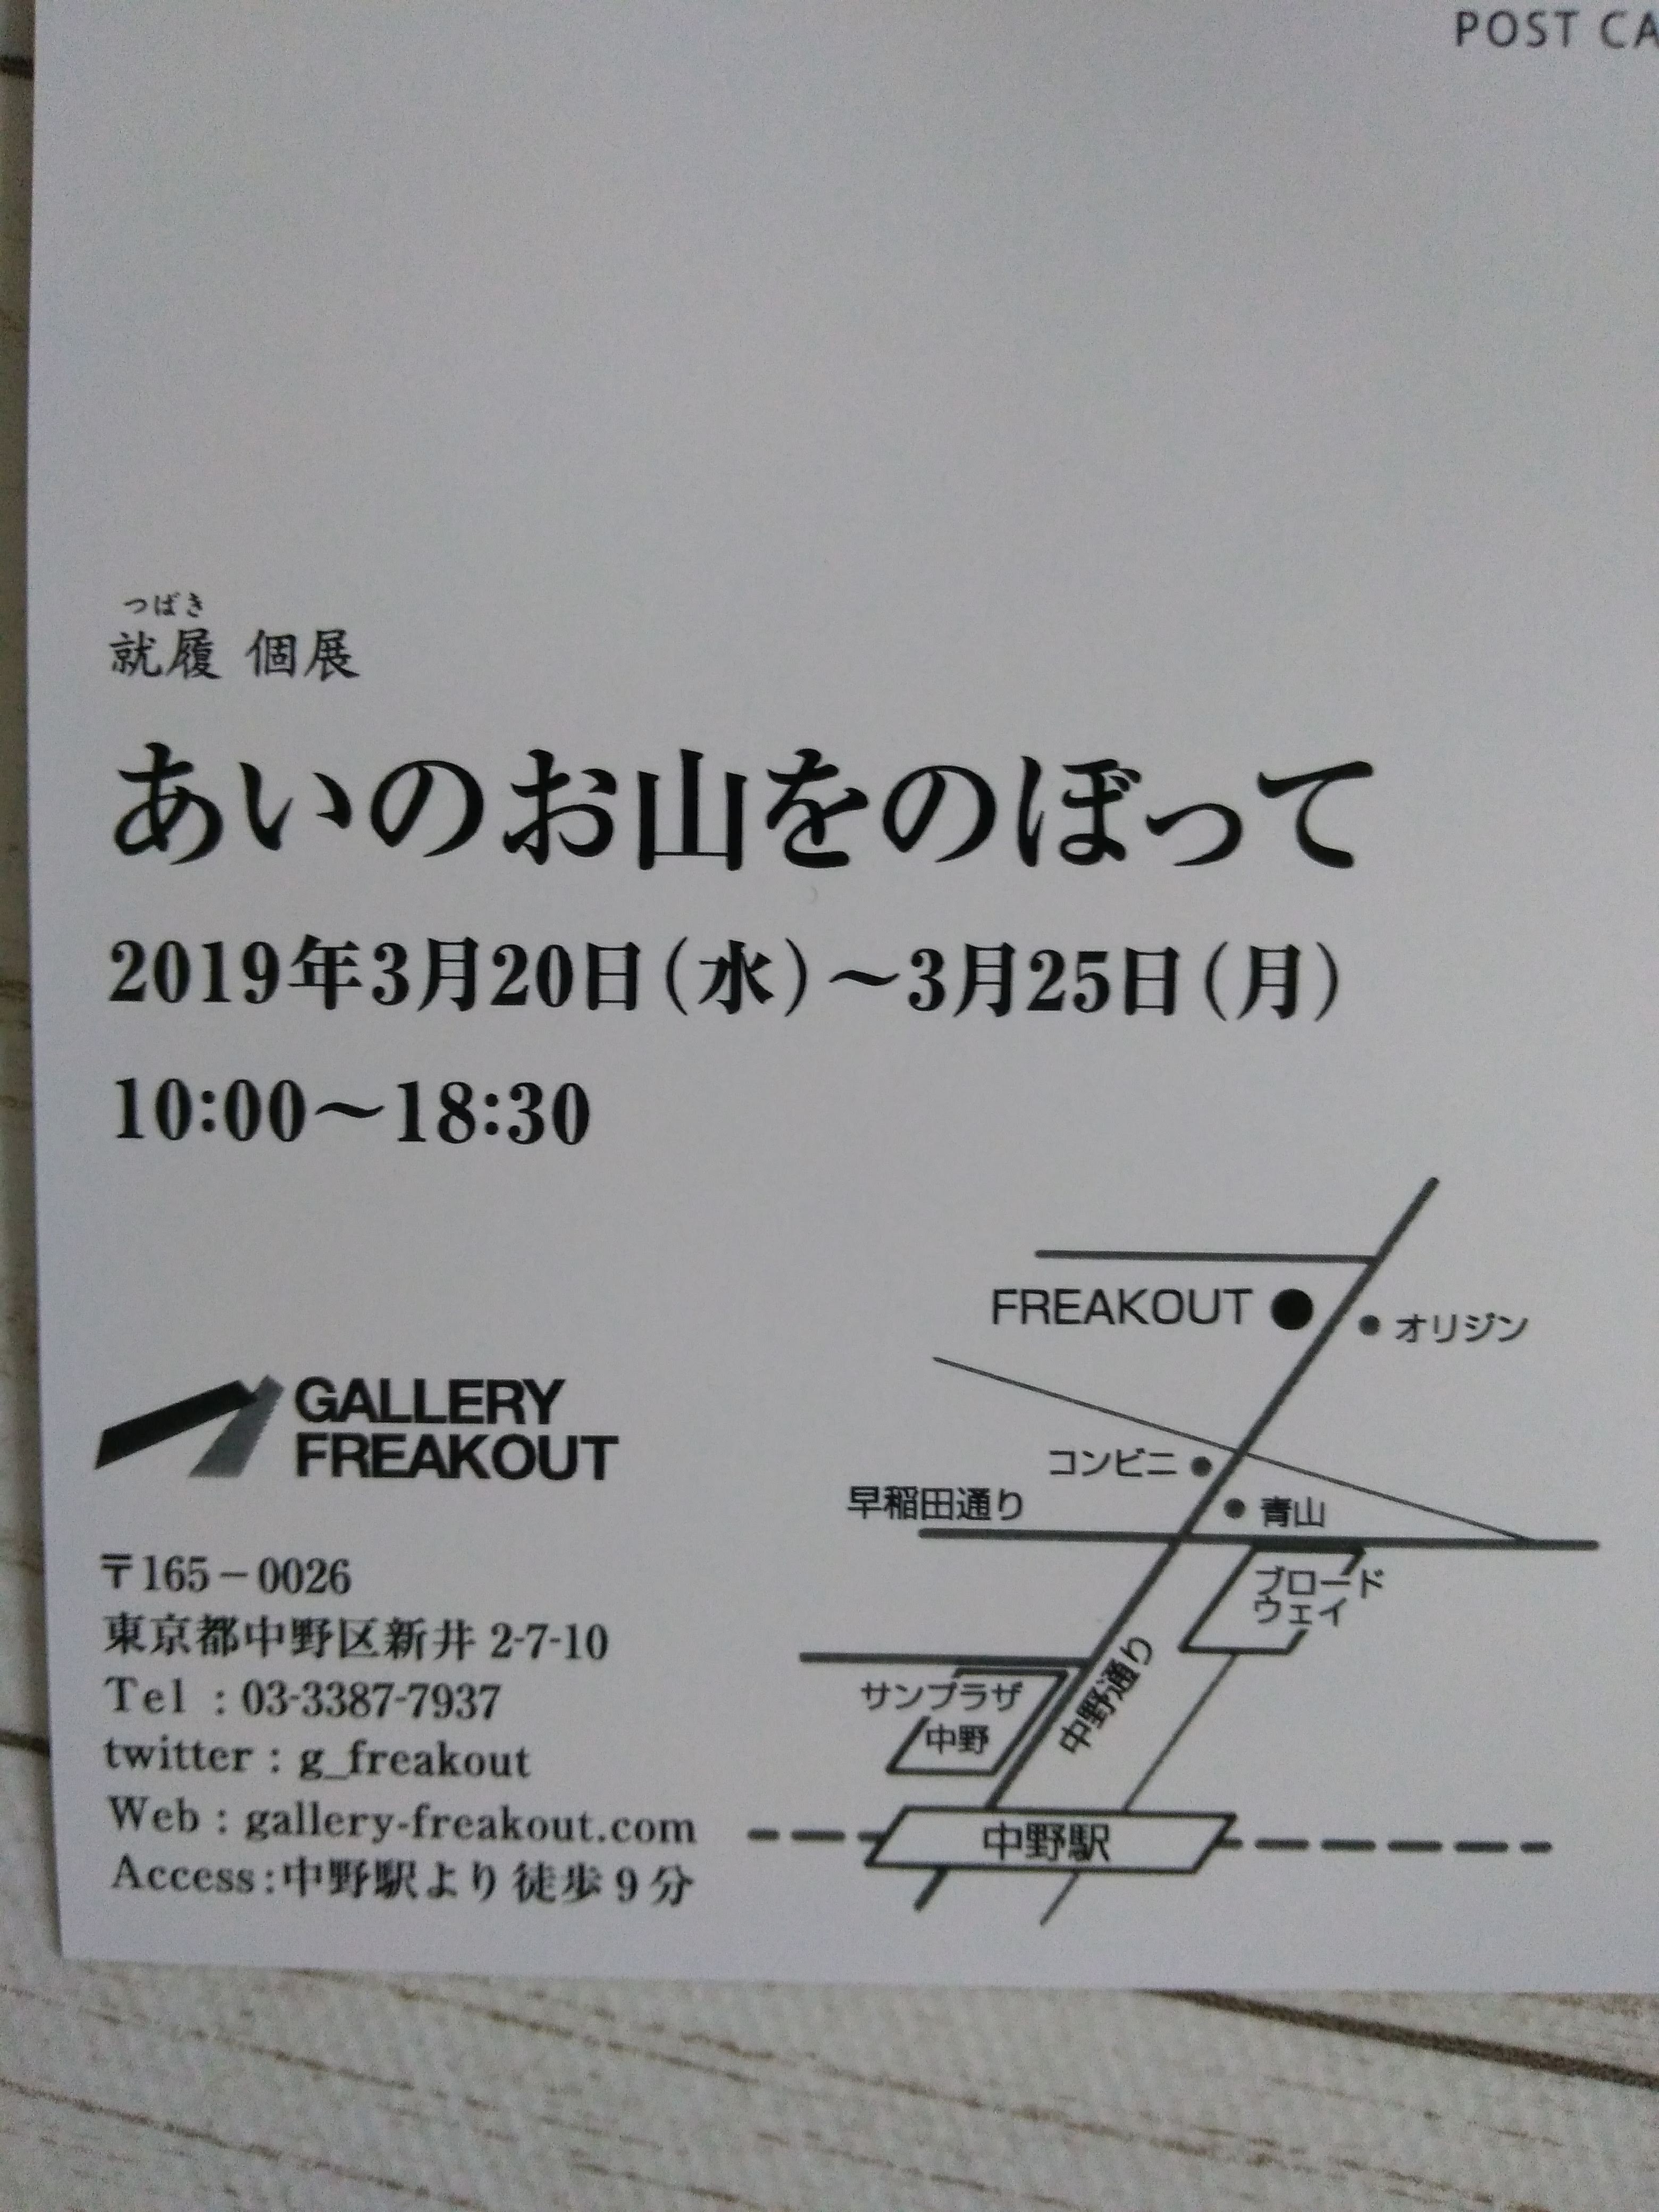 POST CA
つばき
就履 個展
あいのお山をのぼって
2019年3月20日(水)～3月25日(月)
10:00～18:30
FREAKOUT
オリジン
GALLERY
FREAKOUT
コンビニ
早稲田通り
青山
ブロード
ウェイ
〒165－0026
東京都中野区新井 2-7-10
Tel : 03-3387-7937
twitter : g_freakout
Web : gallery-freakout.com
Access:中野駅より徒歩9分
サンプラザ
中野
中野通り
中野駅